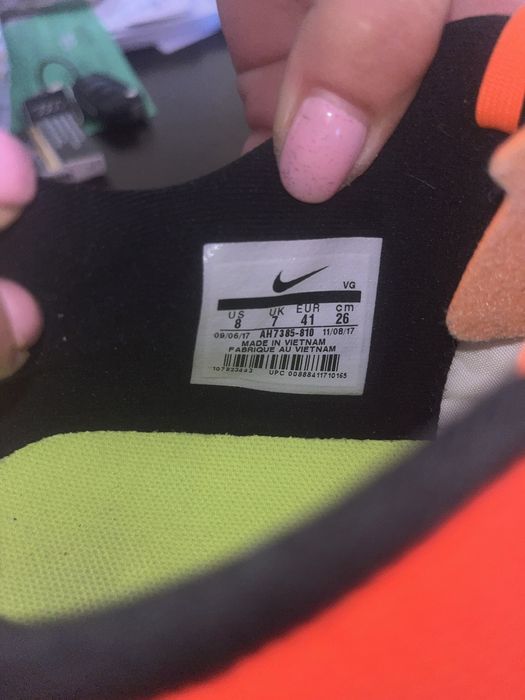 VG
US UK EUR cm
8 7 41 26
09/06/17 AH7385-810 11/08/17
MADE IN VIETNAM
FABRIQUE AU VIETNAM
UPC 00888411710165